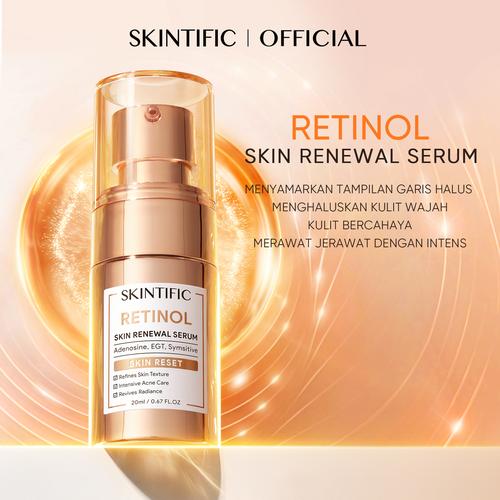 SKINTIFIC | OFFICIAL
RETINOL
SKIN RENEWAL SERUM
MENYAMARKAN TAMPILAN GARIS HALUS
MENGHALUSKAN KULIT WAJAH
KULIT BERCAHAYA
MERAWAT JERAWAT DENGAN INTENS
SKINTIFIC
RETINOL
SKIN RENEWAL SERUM
Adenosine, EGT, Symsitive
SKIN RESET
☑ Refines Skin Texture
☑ Intensive Acne Care
☑ Revives Radiance
20ml / 0.67 FL.OZ